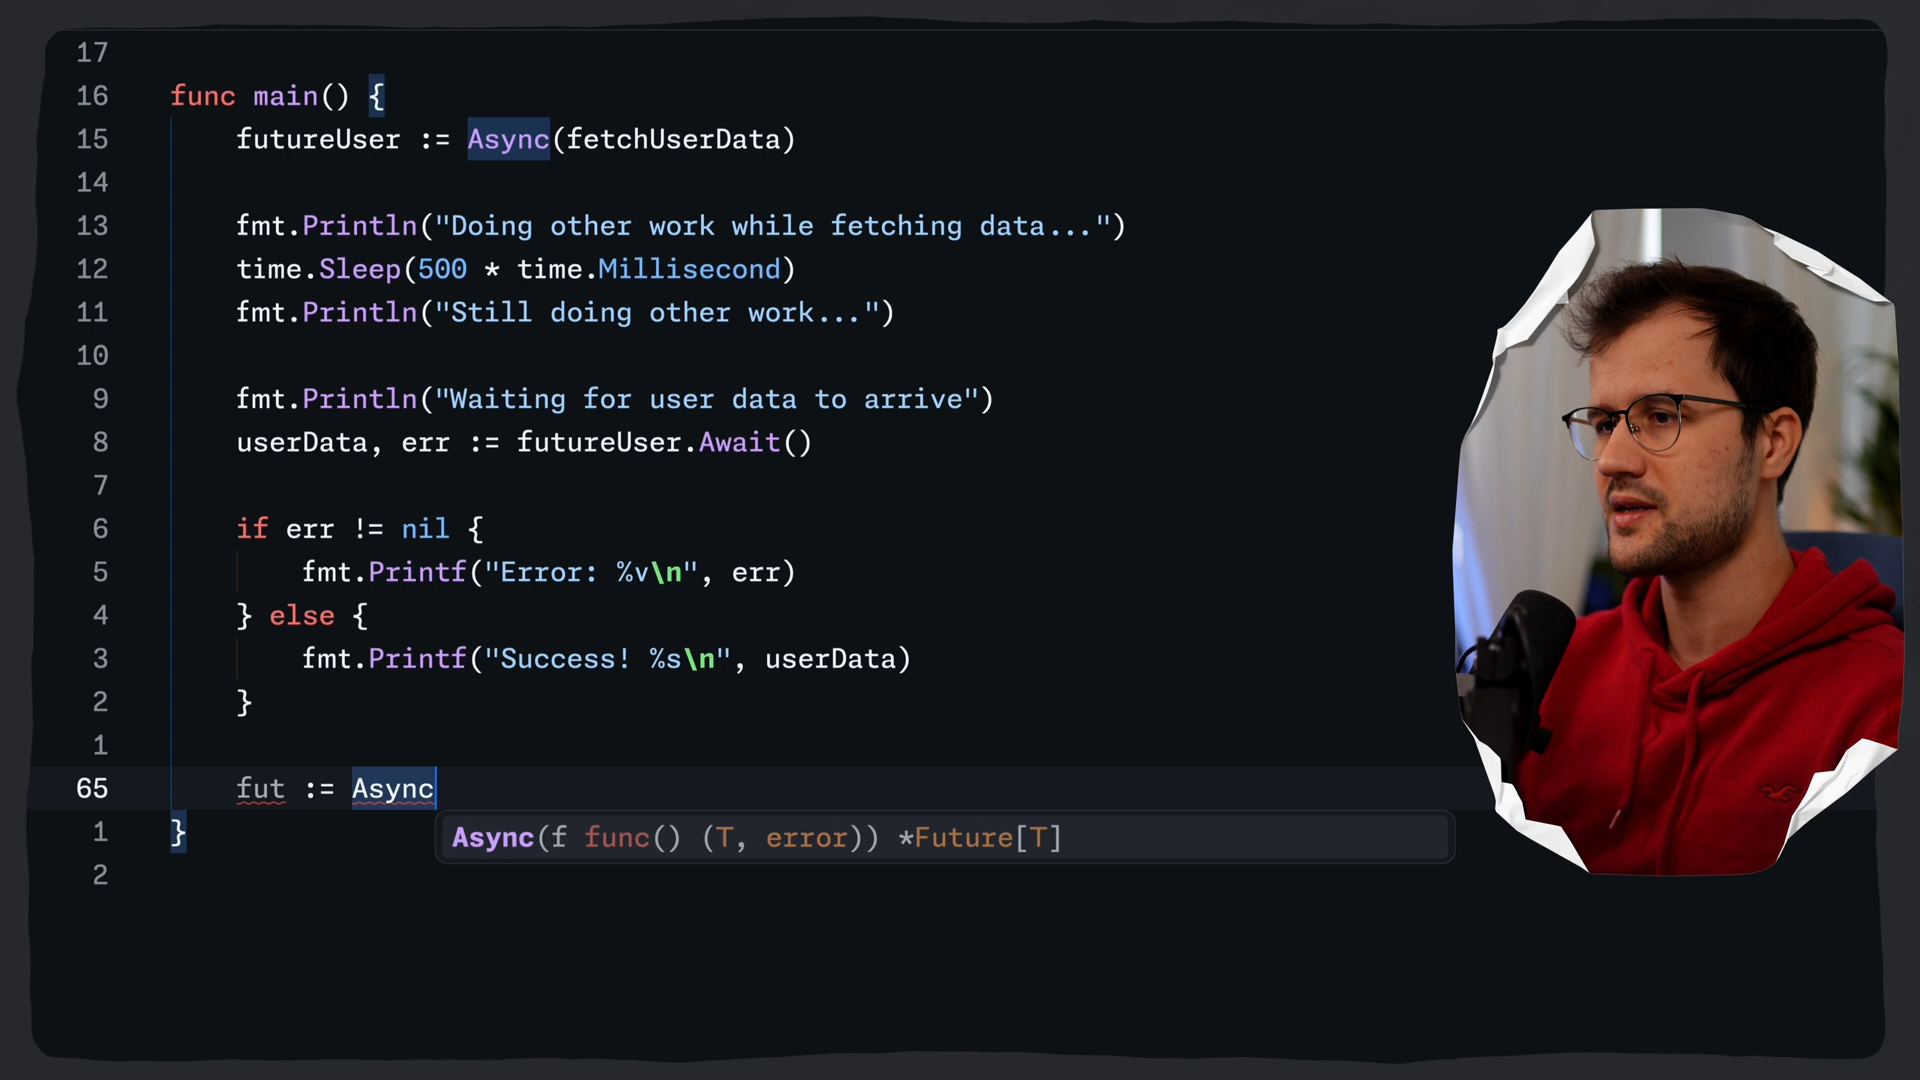 17
16 func main() {
15 futureUser := Async(fetchUserData)
14
13 fmt.Println("Doing other work while fetching data...")
12 time.Sleep(500 * time.Millisecond)
11 fmt.Println("Still doing other work...")
10
9 fmt.Println("Waiting for user data to arrive")
8 userData, err := futureUser.Await()
7
6 if err != nil {
5 fmt.Printf("Error: %v\n", err)
4 } else {
3 fmt.Printf("Success! %s\n", userData)
2 }
1
65 fut := Async
Async(f func() (T, error)) *Future[T]
1 }
2